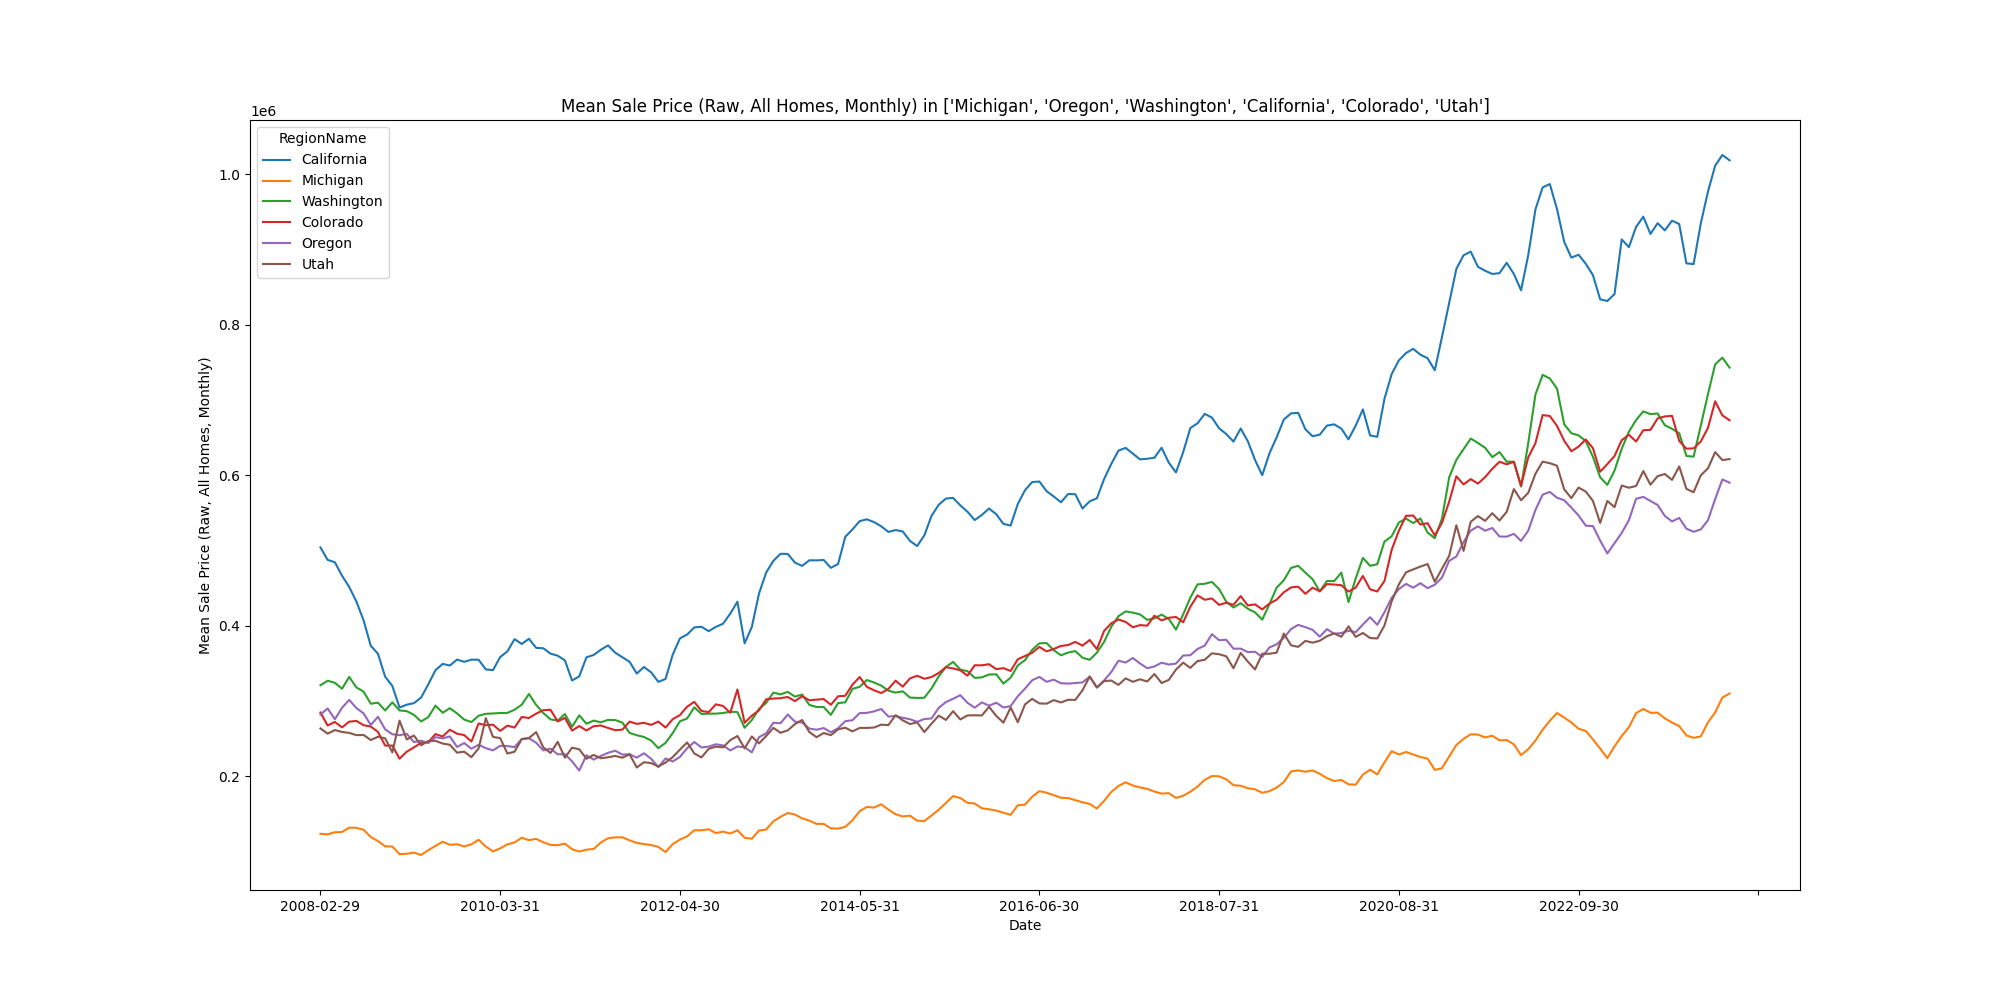 Mean Sale Price (Raw, All Homes, Monthly) in ['Michigan', 'Oregon', 'Washington', 'California', 'Colorado', 'Utah']
1e6
RegionName
California
Michigan
Washington
Colorado
Oregon
Utah
1.0
0.8
0.6
0.4
0.2
Mean Sale Price (Raw, All Homes, Monthly)
2008-02-29
2010-03-31
2012-04-30
2014-05-31
2016-06-30
2018-07-31
2020-08-31
2022-09-30
Date